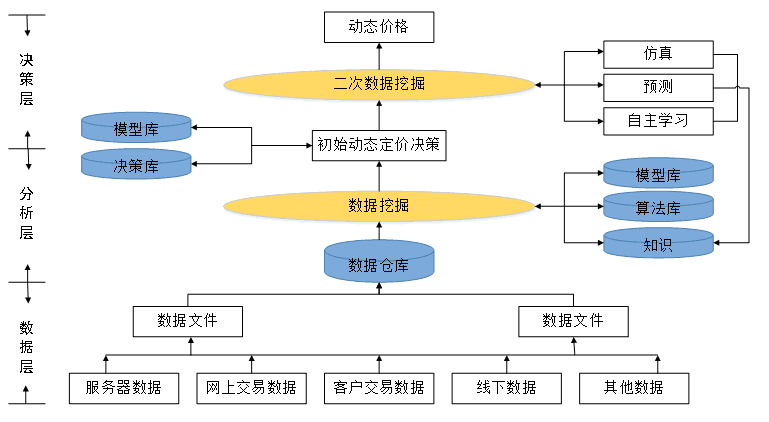 动态价格
决策层
二次数据挖掘
仿真
预测
自主学习
模型库
决策库
初始动态定价决策
分析层
数据挖掘
模型库
算法库
知识
数据仓库
数据层
数据文件
数据文件
服务器数据
网上交易数据
客户交易数据
线下数据
其他数据